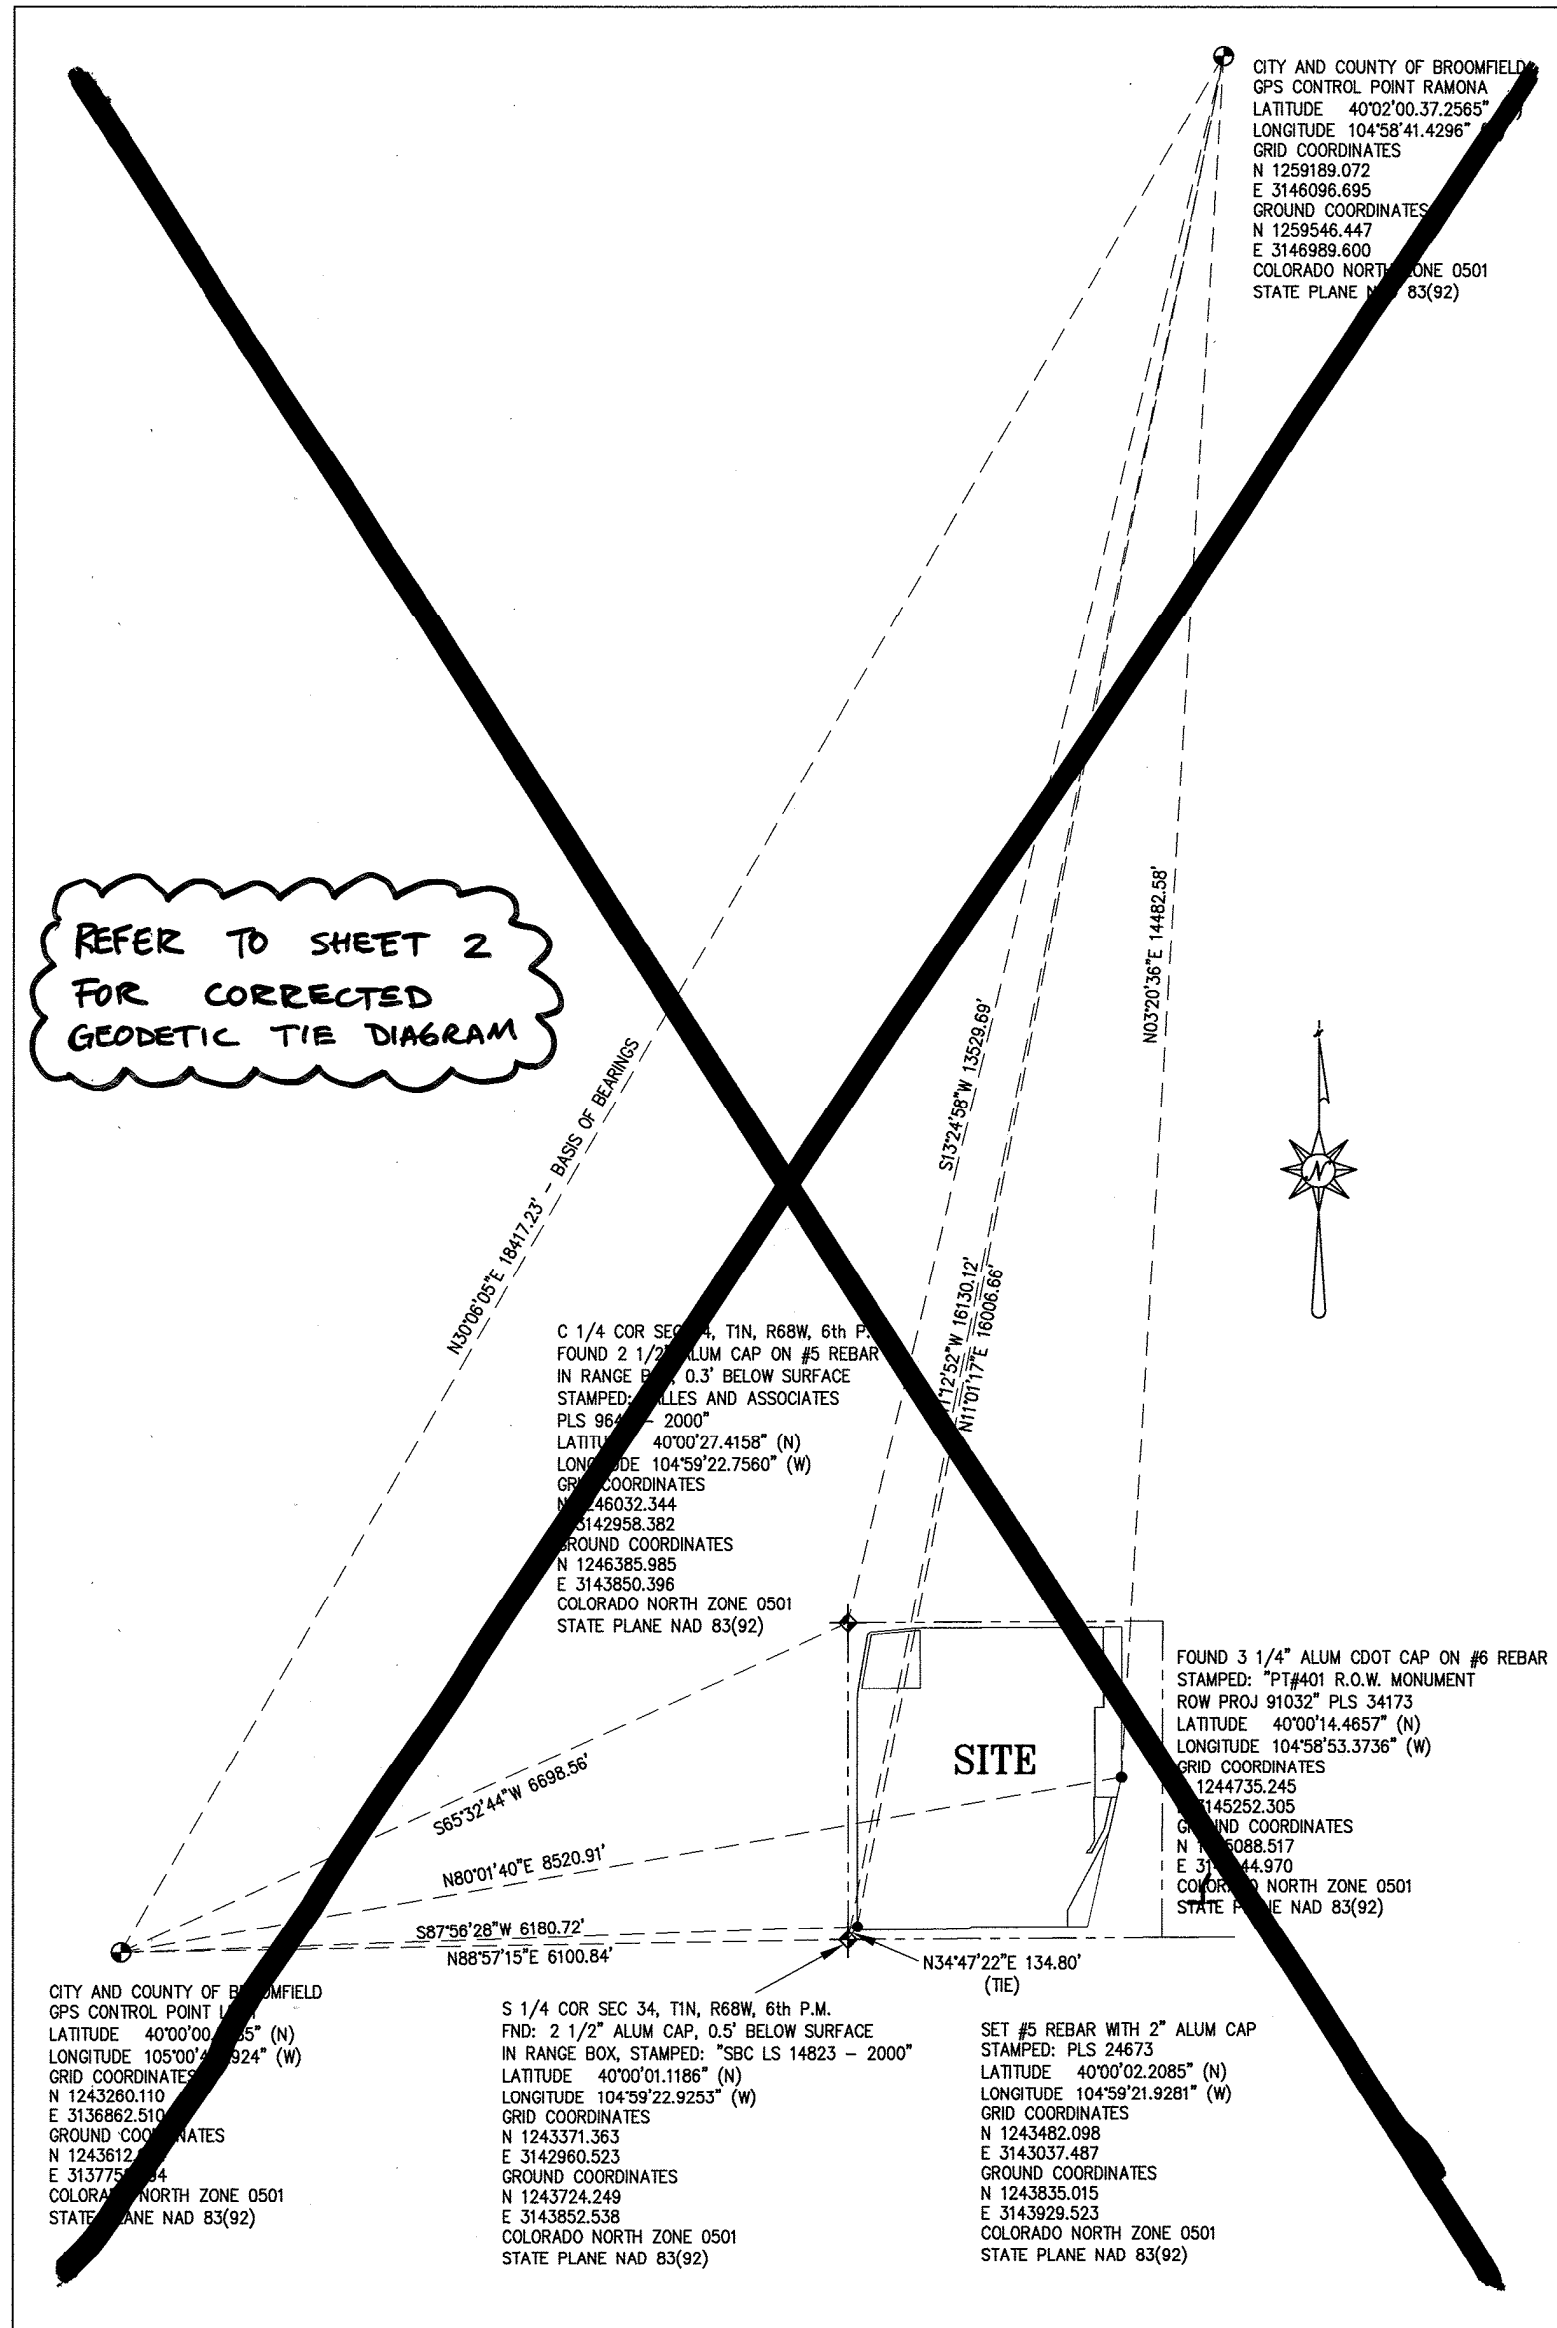 CITY AND COUNTY OF BROOMFIELD
GPS CONTROL POINT RAMONA
LATITUDE 40°02'00.37.2565"
LONGITUDE 104°58'41.4296"
GRID COORDINATES
N 1259189.072
E 3146096.695
GROUND COORDINATES
N 1259546.447
E 3146989.600
COLORADO NORTH ZONE 0501
STATE PLANE 83(92)
REFER TO SHEET 2
FOR CORRECTED
GEODETIC TIE DIAGRAM
N30°06'05"E 18417.23' - BASIS OF BEARINGS
S13°24'58"W 13529.69'
N03°20'36"E 14482.58'
16130.12'
N11°01'17"E 16006.66'
N
C 1/4 COR T1N, R68W, 6th
FOUND 2 1/2" ALUM CAP ON #5 REBAR
IN RANGE 0.3' BELOW SURFACE
STAMPED: AND ASSOCIATES
PLS - 2000"
40°00'27.4158" (N)
LONGITUDE 104°59'22.7560" (W)
GRID COORDINATES
N
3142958.382
GROUND COORDINATES
N 1246385.985
E 3143850.396
COLORADO NORTH ZONE 0501
STATE PLANE NAD 83(92)
SITE
FOUND 3 1/4" ALUM CDOT CAP ON #6 REBAR
STAMPED: "PT#401 R.O.W. MONUMENT
ROW PROJ 91032" PLS 34173
LATITUDE 40°00'14.4657" (N)
LONGITUDE 104°58'53.3736" (W)
GRID COORDINATES
1244735.245
3145252.305
GROUND COORDINATES
N
E
COLORADO NORTH ZONE 0501
STATE PLANE NAD 83(92)
S65°32'44"W 6698.56'
N80°01'40"E 8520.91'
S87°56'28"W 6180.72'
N88°57'15"E 6100.84'
N34°47'22"E 134.80'
(TIE)
CITY AND COUNTY OF BROOMFIELD
GPS CONTROL POINT
LATITUDE (N)
LONGITUDE (W)
GRID COORDINATES
N 1243260.110
E 3136862.510
GROUND COORDINATES
N
E
COLORADO NORTH ZONE 0501
STATE PLANE NAD 83(92)
S 1/4 COR SEC 34, T1N, R68W, 6th P.M.
FND: 2 1/2" ALUM CAP, 0.5' BELOW SURFACE
IN RANGE BOX, STAMPED: "SBC LS 14823 - 2000"
LATITUDE 40°00'01.1186" (N)
LONGITUDE 104°59'22.9253" (W)
GRID COORDINATES
N 1243371.363
E 3142960.523
GROUND COORDINATES
N 1243724.249
E 3143852.538
COLORADO NORTH ZONE 0501
STATE PLANE NAD 83(92)
SET #5 REBAR WITH 2" ALUM CAP
STAMPED: PLS 24673
LATITUDE 40°00'02.2085" (N)
LONGITUDE 104°59'21.9281" (W)
GRID COORDINATES
N 1243482.098
E 3143037.487
GROUND COORDINATES
N 1243835.015
E 3143929.523
COLORADO NORTH ZONE 0501
STATE PLANE NAD 83(92)